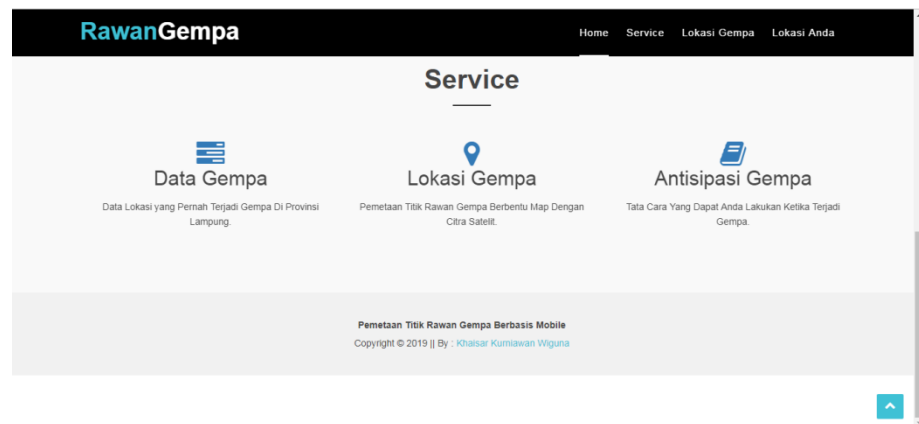 RawanGempa
Home Service Lokasi Gempa Lokasi Anda
Service
Data Gempa
Data Lokasi yang Pernah Terjadi Gempa Di Provinsi
Lampung.
Lokasi Gempa
Pemetaan Titik Rawan Gempa Berbentu Map Dengan
Citra Satelit.
Antisipasi Gempa
Tata Cara Yang Dapat Anda Lakukan Ketika Terjadi
Gempa.
Pemetaan Titik Rawan Gempa Berbasis Mobile
Copyright © 2019 || By : Khaisar Kurniawan Wiguna